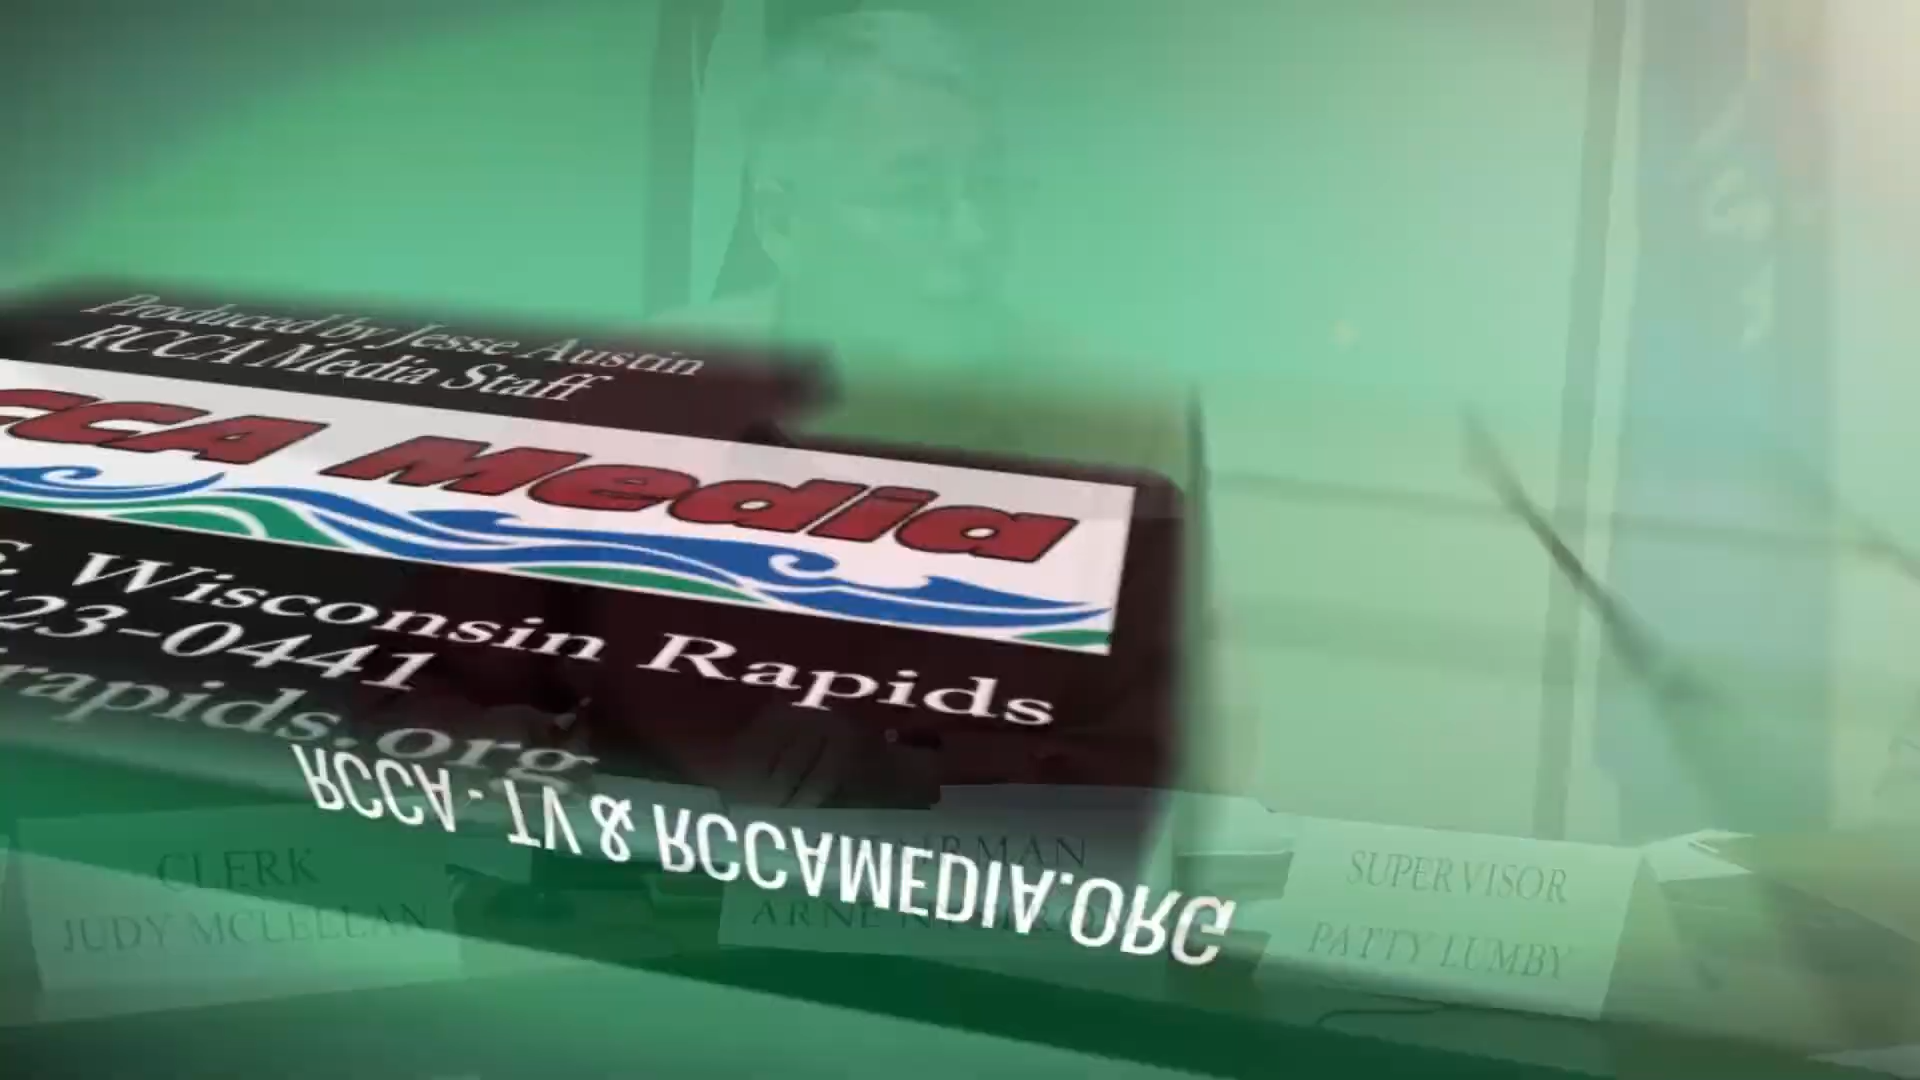 Produced by Jesse Austin
RCCA Media Staff
CCA Media
Wisconsin Rapids
23-0441
rapids.org
RCCA - TV & RCCAMEDIA.ORG
CLERK
JUDY MCLELLAN
ARNE
SUPERVISOR
PATTY LUMBY